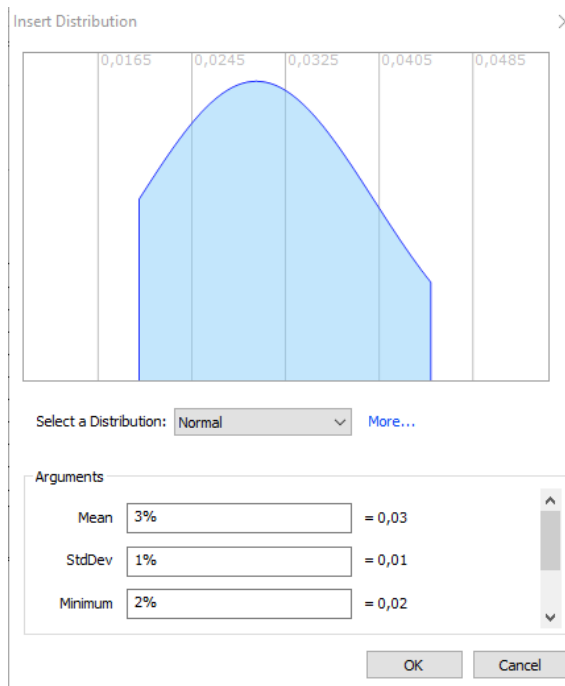 Insert Distribution
0,0165 0,0245 0,0325 0,0405 0,0485
Select a Distribution: Normal More...
Arguments
Mean 3% = 0,03
StdDev 1% = 0,01
Minimum 2% = 0,02
OK Cancel